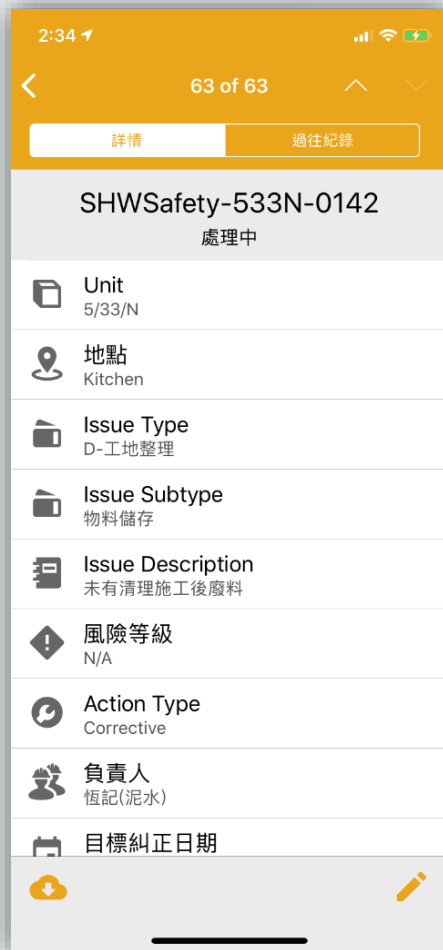 2:34
63 of 63
詳情
過往紀錄
SHWSafety-533N-0142
處理中
Unit
5/33/N
地點
Kitchen
Issue Type
D-工地整理
Issue Subtype
物料儲存
Issue Description
未有清理施工後廢料
風險等級
N/A
Action Type
Corrective
負責人
恆記(泥水)
目標糾正日期